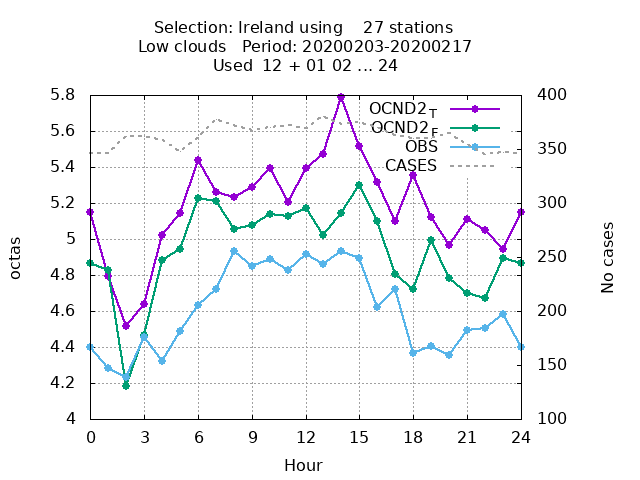 Selection: Ireland using    27 stations
Low clouds   Period: 20200203-20200217
Used  12 + 01 02 ... 24
OCND2_T
OCND2_F
OBS
CASES
5.8
5.6
5.4
5.2
5
4.8
4.6
4.4
4.2
4
octas
400
350
300
250
200
150
100
No cases
0 3 6 9 12 15 18 21 24
Hour